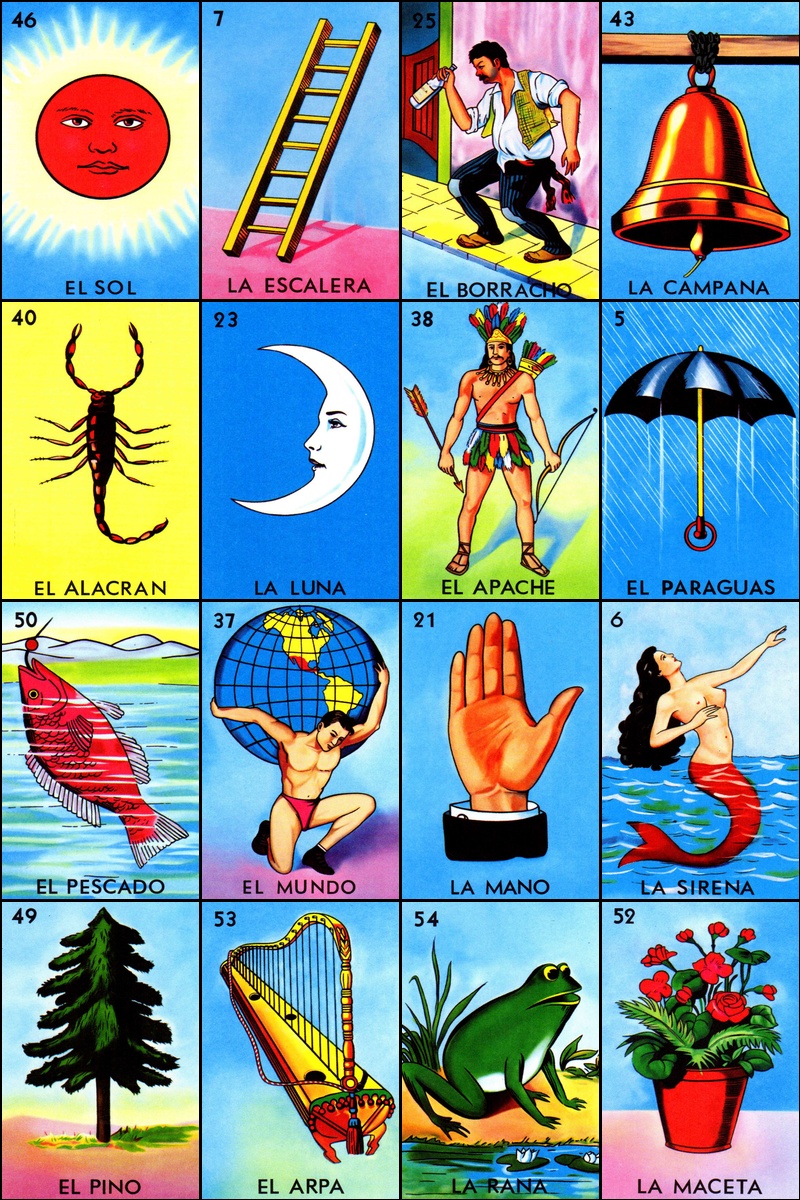 46
EL SOL
7
LA ESCALERA
25
EL BORRACHO
43
LA CAMPANA
40
EL ALACRAN
23
LA LUNA
38
EL APACHE
5
EL PARAGUAS
50
EL PESCADO
37
EL MUNDO
21
LA MANO
6
LA SIRENA
49
EL PINO
53
EL ARPA
54
LA RANA
52
LA MACETA